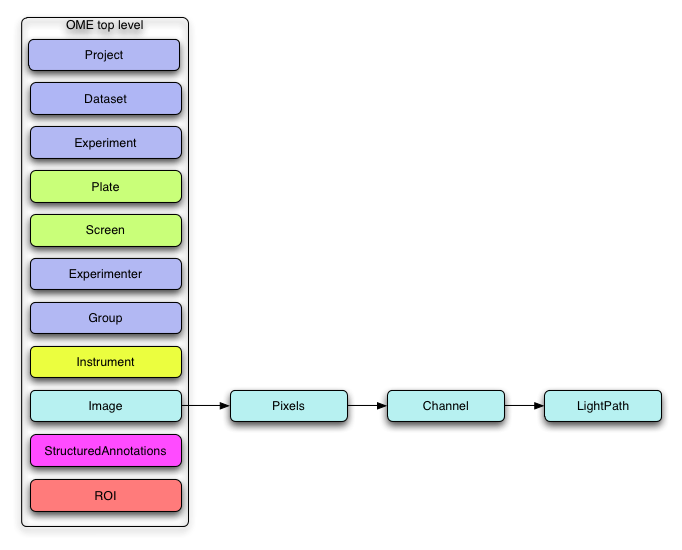 OME top level
Project
Dataset
Experiment
Plate
Screen
Experimenter
Group
Instrument
Image
Pixels
Channel
LightPath
StructuredAnnotations
ROI